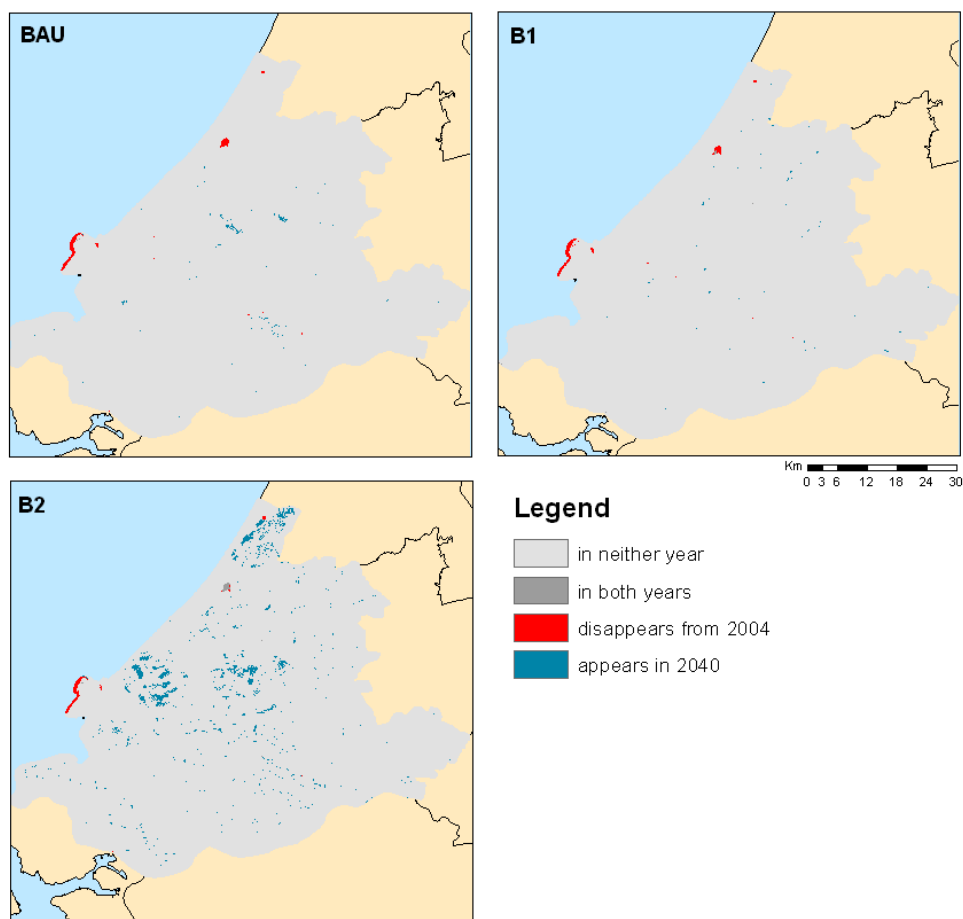 BAU
B1
Km
0 3 6 12 18 24 30
B2
Legend
in neither year
in both years
disappears from 2004
appears in 2040